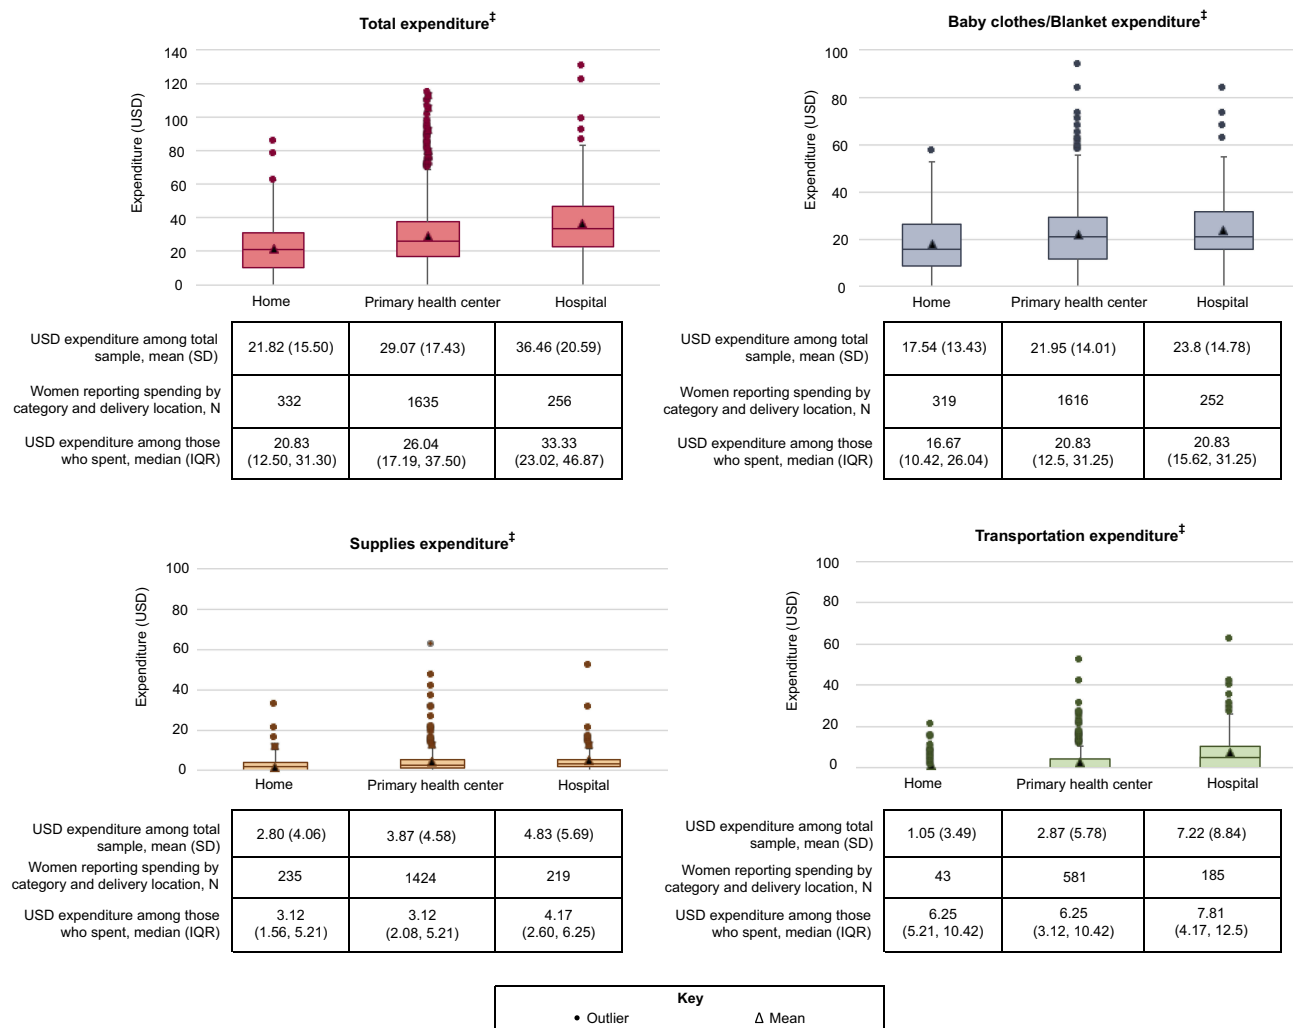 Total expenditure‡
Expenditure (USD)
140
120
100
80
60
40
20
0
Home
Primary health center
Hospital
USD expenditure among total
sample, mean (SD)
21.82 (15.50)
29.07 (17.43)
36.46 (20.59)
Women reporting spending by
category and delivery location, N
332
1635
256
USD expenditure among those
who spent, median (IQR)
20.83
(12.50, 31.30)
26.04
(17.19, 37.50)
33.33
(23.02, 46.87)
Baby clothes/Blanket expenditure‡
Expenditure (USD)
100
80
60
40
20
0
Home
Primary health center
Hospital
USD expenditure among total
sample, mean (SD)
17.54 (13.43)
21.95 (14.01)
23.8 (14.78)
Women reporting spending by
category and delivery location, N
319
1616
252
USD expenditure among those
who spent, median (IQR)
16.67
(10.42, 26.04)
20.83
(12.5, 31.25)
20.83
(15.62, 31.25)
Supplies expenditure‡
Expenditure (USD)
100
80
60
40
20
0
Home
Primary health center
Hospital
USD expenditure among total
sample, mean (SD)
2.80 (4.06)
3.87 (4.58)
4.83 (5.69)
Women reporting spending by
category and delivery location, N
235
1424
219
USD expenditure among those
who spent, median (IQR)
3.12
(1.56, 5.21)
3.12
(2.08, 5.21)
4.17
(2.60, 6.25)
Transportation expenditure‡
Expenditure (USD)
100
80
60
40
20
0
Home
Primary health center
Hospital
USD expenditure among total
sample, mean (SD)
1.05 (3.49)
2.87 (5.78)
7.22 (8.84)
Women reporting spending by
category and delivery location, N
43
581
185
USD expenditure among those
who spent, median (IQR)
6.25
(5.21, 10.42)
6.25
(3.12, 10.42)
7.81
(4.17, 12.5)
Key
• Outlier
Δ Mean